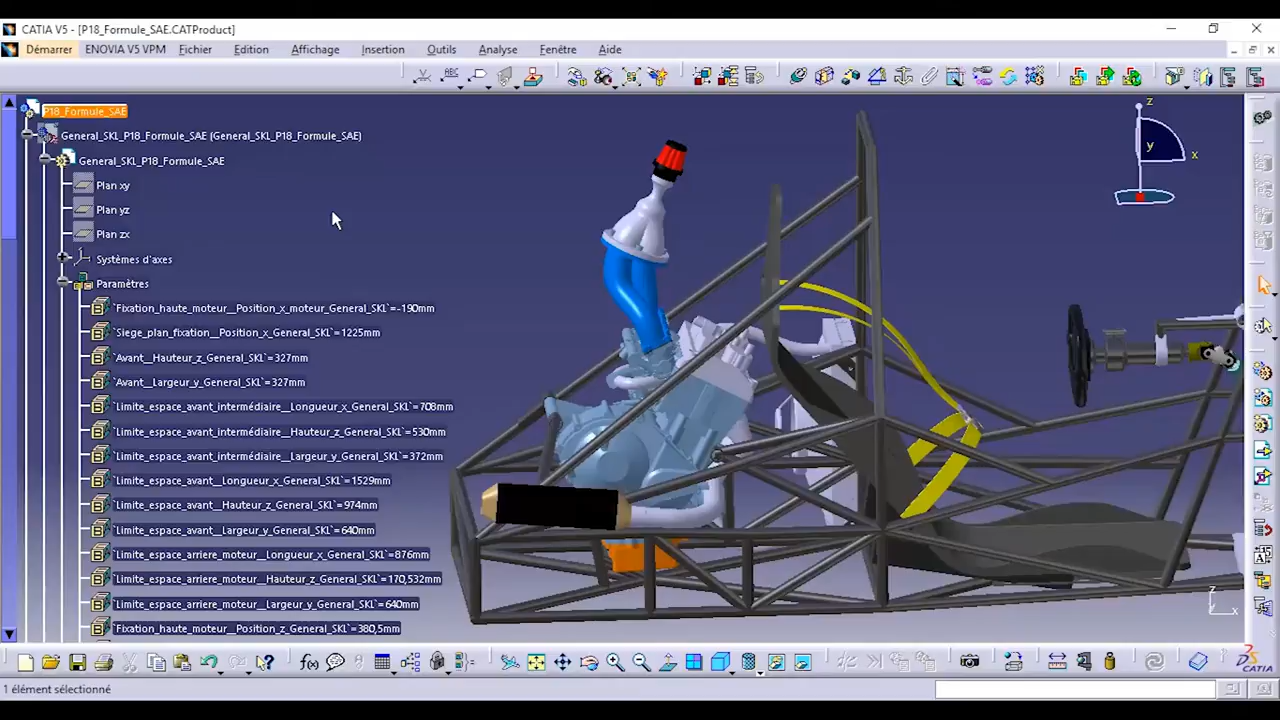 CATIA V5 - [P18_Formule_SAE.CATProduct]
Démarrer ENOVIA V5 VPM Fichier Edition Affichage Insertion Outils Analyse Fenêtre Aide
ABC
P18_Formule_SAE
General_SKL_P18_Formule_SAE (General_SKL_P18_Formule_SAE)
General_SKL_P18_Formule_SAE
Plan xy
Plan yz
Plan zx
Systèmes d'axes
Paramètres
`Fixation_haute_moteur__Position_x_moteur_General_SKL`=-190mm
`Siege_plan_fixation__Position_x_General_SKL`=1225mm
`Avant__Hauteur_z_General_SKL`=327mm
`Avant__Largeur_y_General_SKL`=327mm
`Limite_espace_avant_intermédiaire__Longueur_x_General_SKL`=708mm
`Limite_espace_avant_intermédiaire__Hauteur_z_General_SKL`=530mm
`Limite_espace_avant_intermédiaire__Largeur_y_General_SKL`=372mm
`Limite_espace_avant__Longueur_x_General_SKL`=1529mm
`Limite_espace_avant__Hauteur_z_General_SKL`=974mm
`Limite_espace_avant__Largeur_y_General_SKL`=640mm
`Limite_espace_arriere_moteur__Longueur_x_General_SKL`=876mm
`Limite_espace_arriere_moteur__Hauteur_z_General_SKL`=170,532mm
`Limite_espace_arriere_moteur__Largeur_y_General_SKL`=640mm
`Fixation_haute_moteur__Position_z_General_SKL`=380,5mm
z
y
x
z
y
x
f(x)
CATIA
1 élément sélectionné